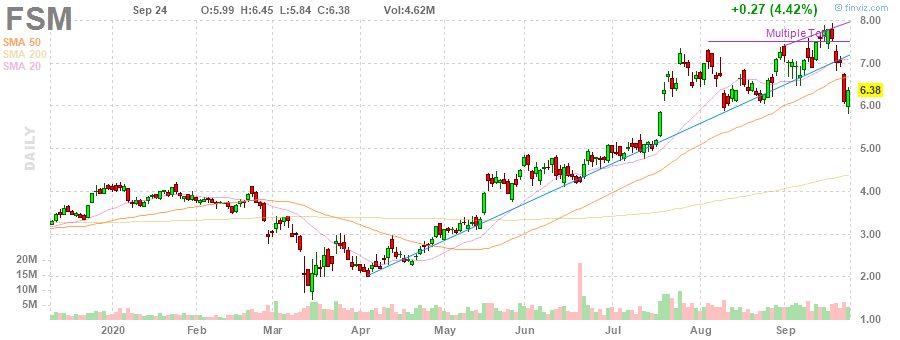 FSM Sep 24 O:5.99 H:6.45 L:5.84 C:6.38 Vol:4.62M +0.27 (4.42%) © finviz.com
SMA 50
SMA 200
SMA 20
Multiple To
8.00
7.00
6.38
6.00
5.00
4.00
3.00
2.00
1.00
DAILY
20M
15M
10M
5M
2020 Feb Mar Apr May Jun Jul Aug Sep